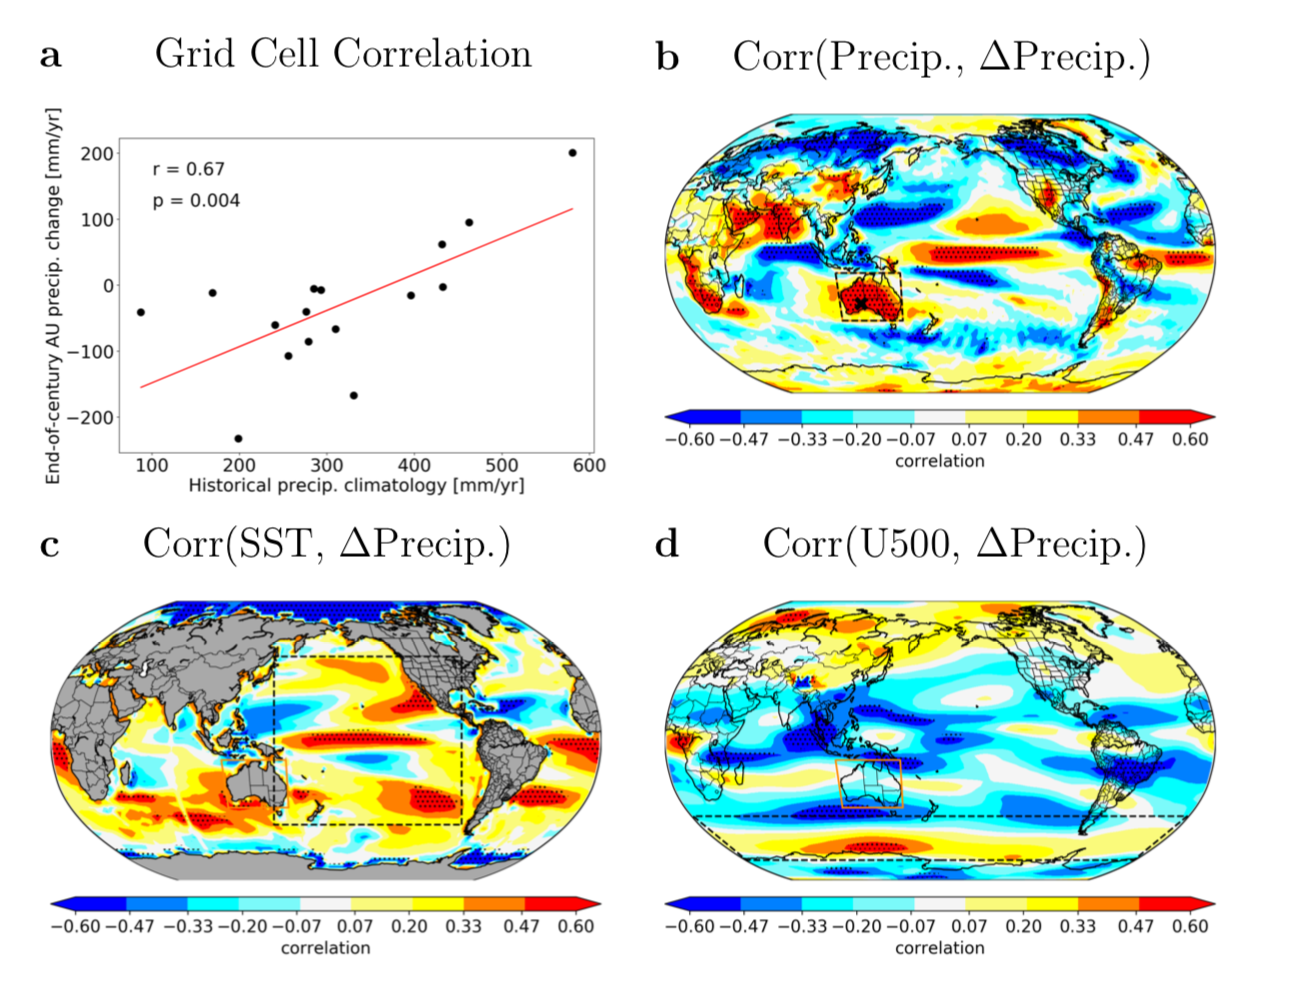 a Grid Cell Correlation
End-of-century AU precip. change [mm/yr]
r = 0.67
p = 0.004
200
100
0
−100
−200
100 200 300 400 500 600
Historical precip. climatology [mm/yr]
b Corr(Precip., ΔPrecip.)
−0.60 −0.47 −0.33 −0.20 −0.07 0.07 0.20 0.33 0.47 0.60
correlation
c Corr(SST, ΔPrecip.)
−0.60 −0.47 −0.33 −0.20 −0.07 0.07 0.20 0.33 0.47 0.60
correlation
d Corr(U500, ΔPrecip.)
−0.60 −0.47 −0.33 −0.20 −0.07 0.07 0.20 0.33 0.47 0.60
correlation